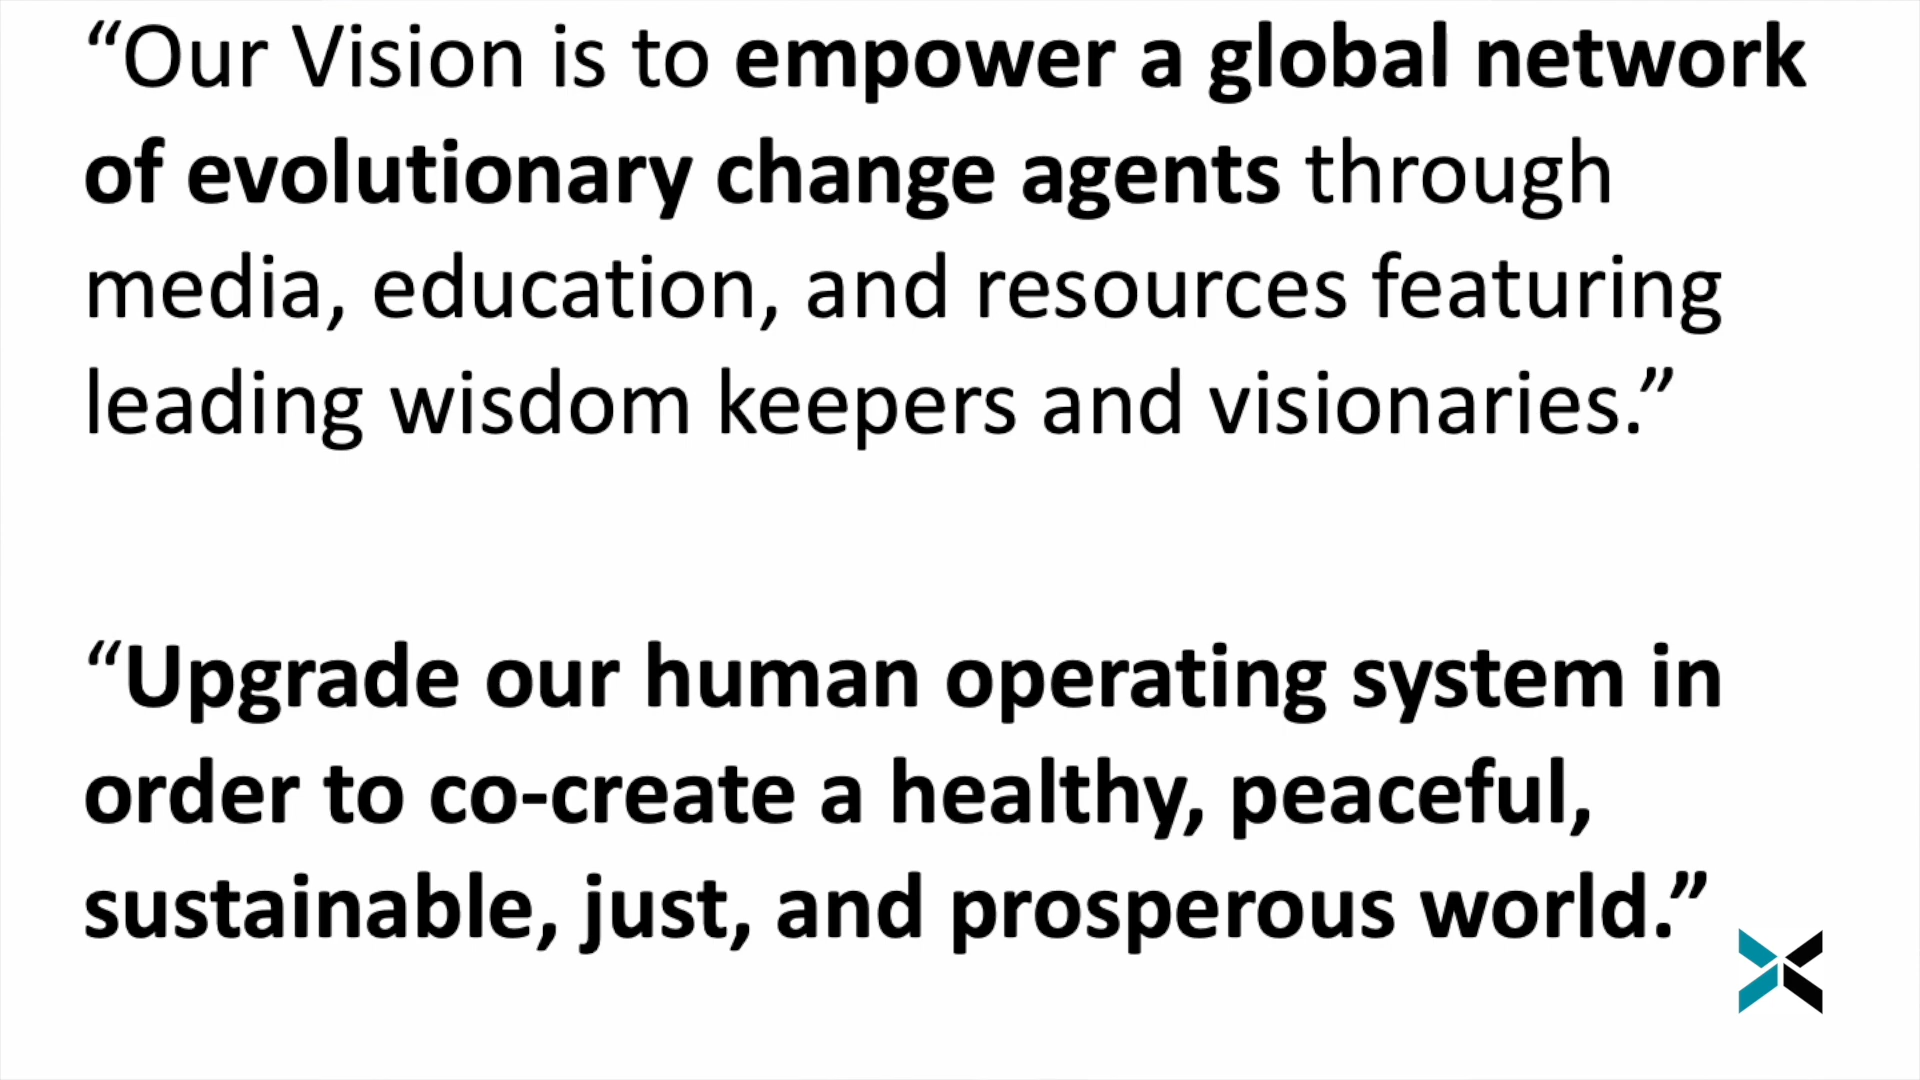 “Our Vision is to empower a global network
of evolutionary change agents through
media, education, and resources featuring
leading wisdom keepers and visionaries.”
“Upgrade our human operating system in
order to co-create a healthy, peaceful,
sustainable, just, and prosperous world.”